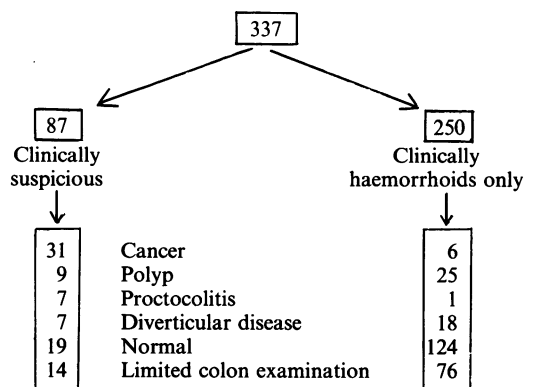 337
87 250
Clinically suspicious Clinically haemorrhoids only
31 Cancer 6
9 Polyp 25
7 Proctocolitis 1
7 Diverticular disease 18
19 Normal 124
14 Limited colon examination 76